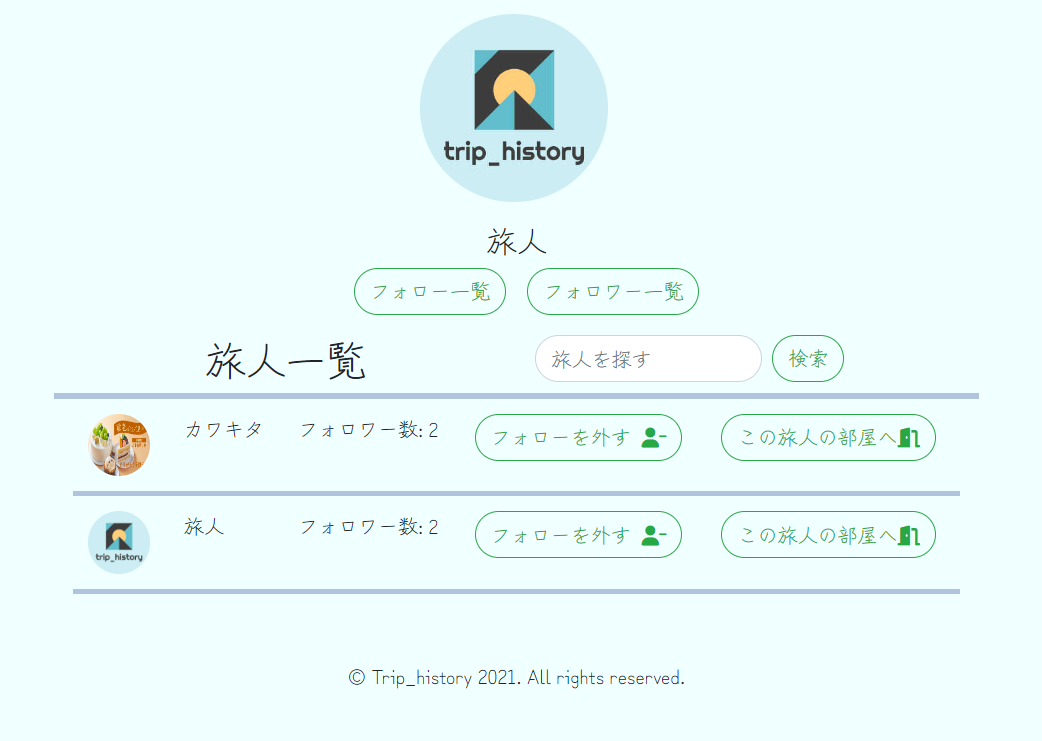 trip_history
旅人
フォロー一覧 フォロワー一覧
旅人一覧 旅人を探す 検索
カワキタ フォロワー数: 2 フォローを外す この旅人の部屋へ
trip_history
旅人 フォロワー数: 2 フォローを外す この旅人の部屋へ
© Trip_history 2021. All rights reserved.